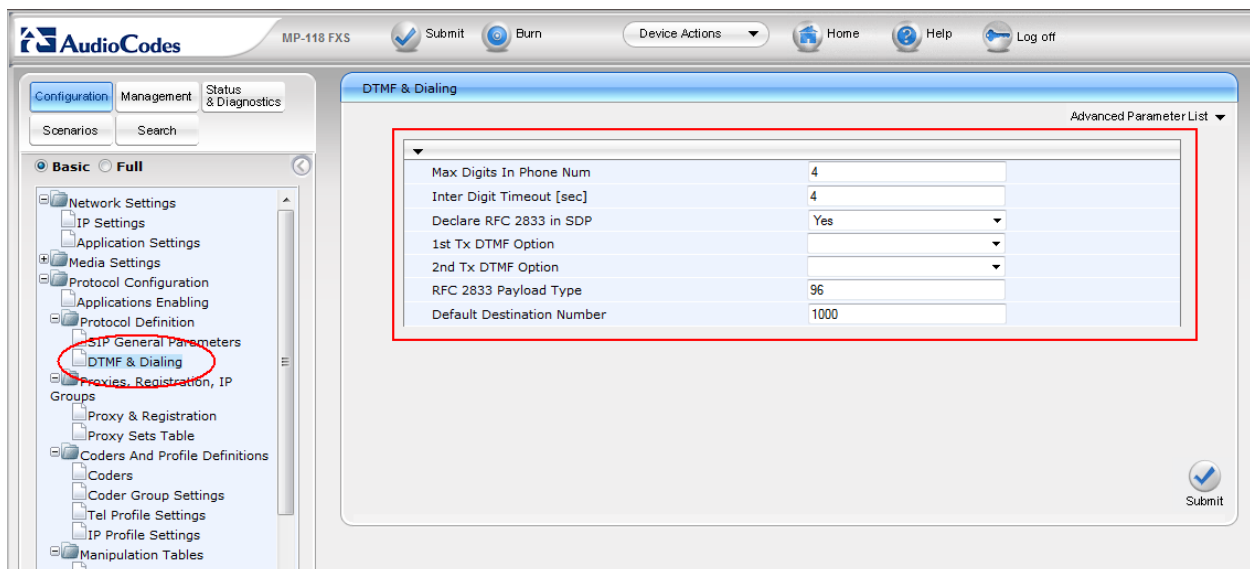 AudioCodes
MP-118 FXS
Submit
Burn
Device Actions
Home
Help
Log off
Configuration
Management
Status
& Diagnostics
Scenarios
Search
Basic
Full
Network Settings
IP Settings
Application Settings
Media Settings
Protocol Configuration
Applications Enabling
Protocol Definition
SIP General Parameters
DTMF & Dialing
Proxies, Registration, IP
Groups
Proxy & Registration
Proxy Sets Table
Coders And Profile Definitions
Coders
Coder Group Settings
Tel Profile Settings
IP Profile Settings
Manipulation Tables
DTMF & Dialing
Advanced Parameter List
Max Digits In Phone Num 4
Inter Digit Timeout [sec] 4
Declare RFC 2833 in SDP Yes
1st Tx DTMF Option
2nd Tx DTMF Option
RFC 2833 Payload Type 96
Default Destination Number 1000
Submit